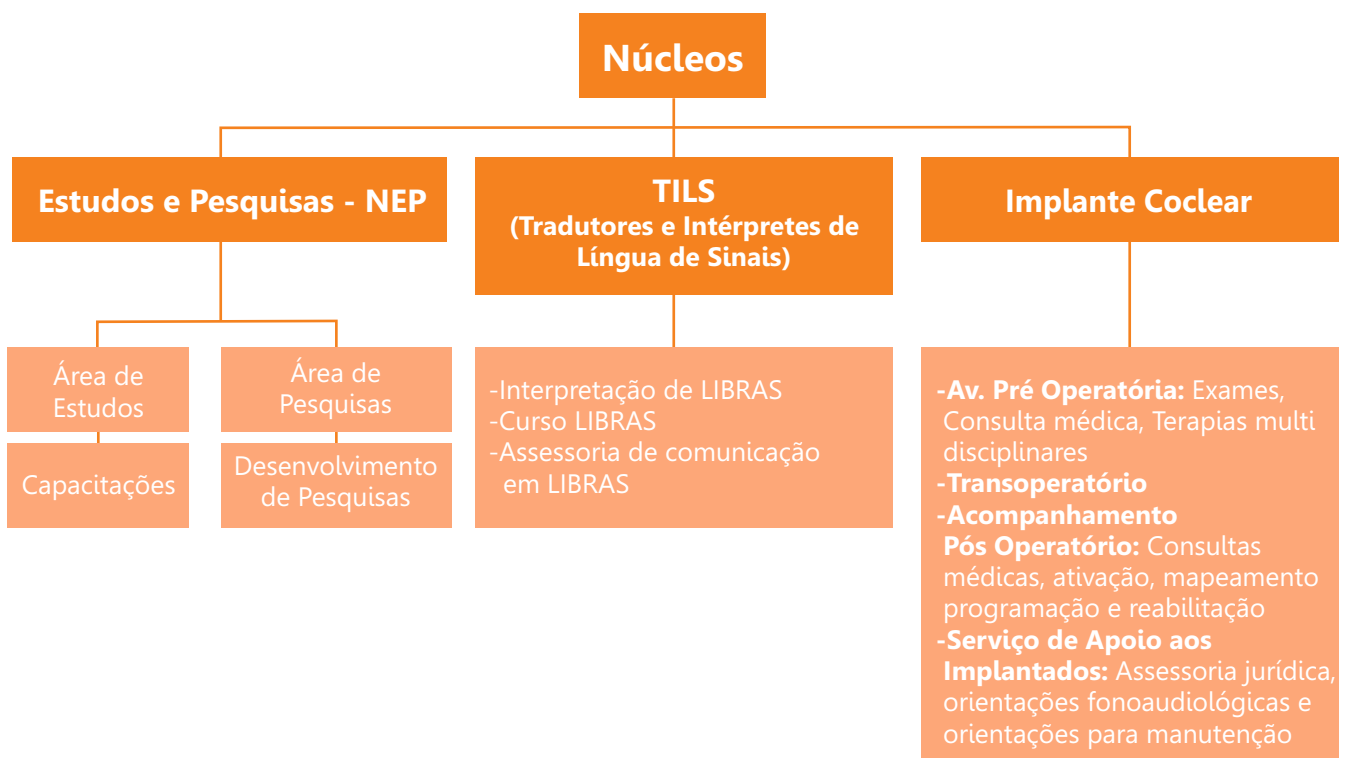 Núcleos
Estudos e Pesquisas - NEP
TILS
(Tradutores e Intérpretes de
Língua de Sinais)
Implante Coclear
Área de
Estudos
Capacitações
Área de
Pesquisas
Desenvolvimento
de Pesquisas
-Interpretação de LIBRAS
-Curso LIBRAS
-Assessoria de comunicação
em LIBRAS
-Av. Pré Operatória: Exames,
Consulta médica, Terapias multi
disciplinares
-Transoperatório
-Acompanhamento
Pós Operatório: Consultas
médicas, ativação, mapeamento
programação e reabilitação
-Serviço de Apoio aos
Implantados: Assessoria jurídica,
orientações fonoaudiológicas e
orientações para manutenção